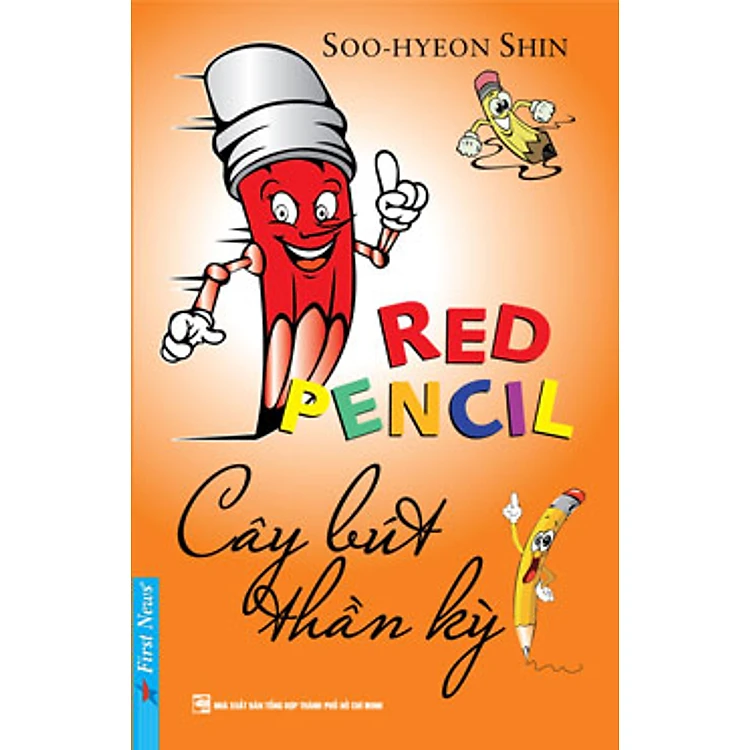 SOO-HYEON SHIN
RED
PENCIL
Cây bút
thần kỳ
First News
NHÀ XUẤT BẢN TỔNG HỢP THÀNH PHỐ HỒ CHÍ MINH